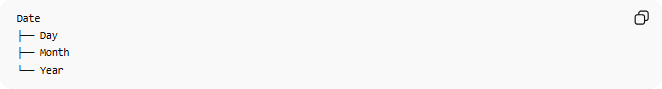 Date
├── Day
├── Month
└── Year